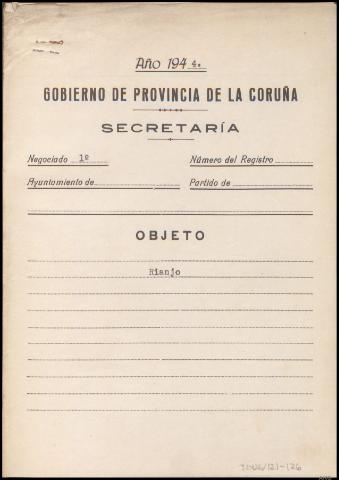 Año 194 4.
GOBIERNO DE PROVINCIA DE LA CORUÑA
SECRETARÍA
Negociado 1º Número del Registro
Ayuntamiento de Partido de
OBJETO
Rianjo